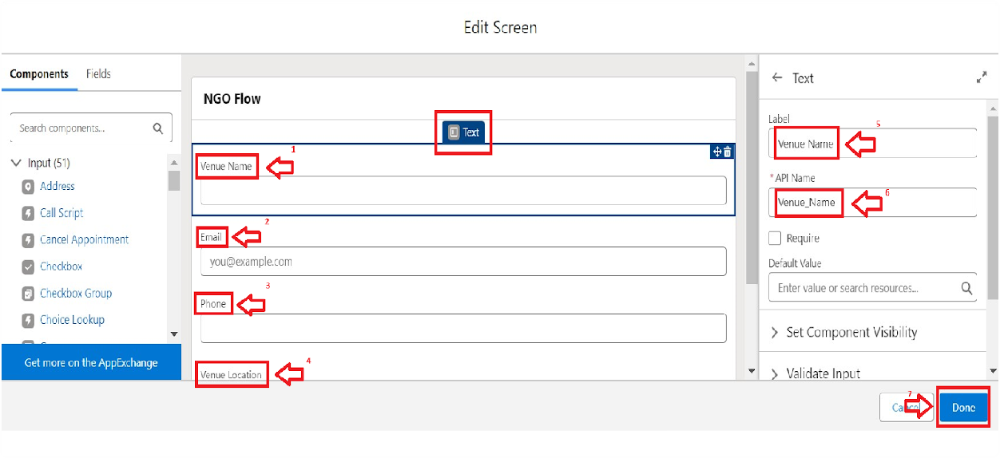 Edit Screen
Components Fields
Search components...
Input (51)
Address
Call Script
Cancel Appointment
Checkbox
Checkbox Group
Choice Lookup
Get more on the AppExchange
NGO Flow
Text
Venue Name 1
Email 2
you@example.com
Phone 3
Venue Location 4
Text
Label
Venue Name 5
* API Name
Venue_Name 6
Require
Default Value
Enter value or search resources...
Set Component Visibility
Validate Input
Cancel 7 Done